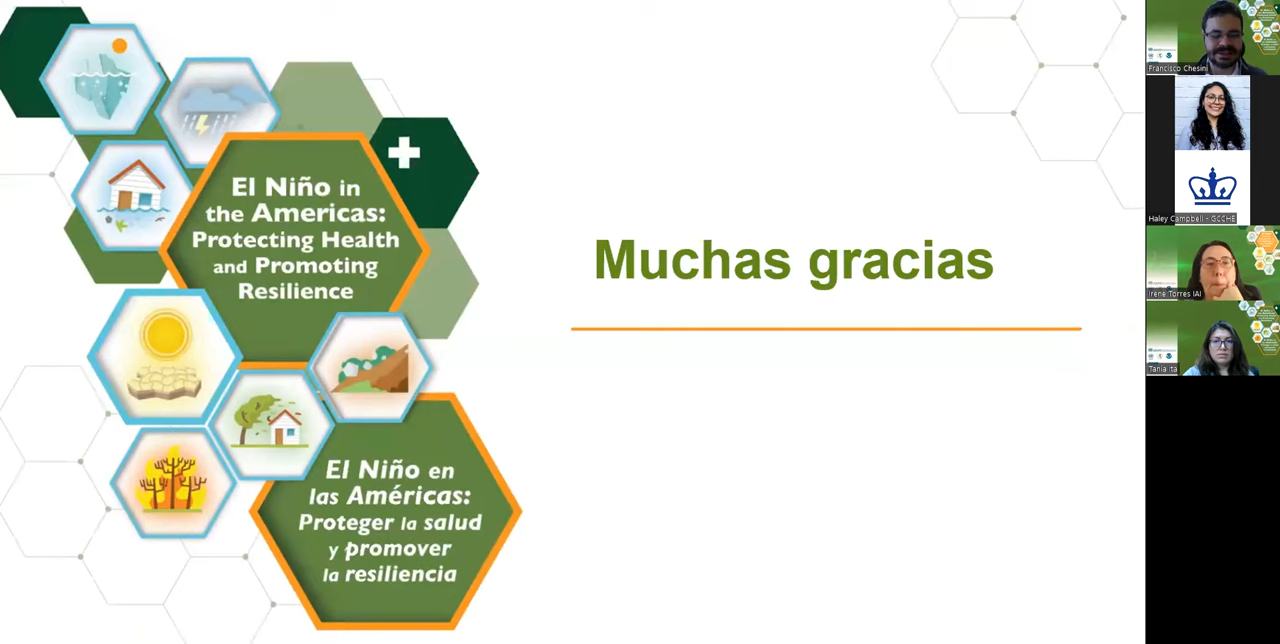 El Niño in
the Americas:
Protecting Health
and Promoting
Resilience
El Niño en
las Américas:
Proteger la salud
y promover
la resiliencia
Muchas gracias
Francisco Chesini
Haley Campbell - GCCHE
Irene Torres IAI
Tania Ita